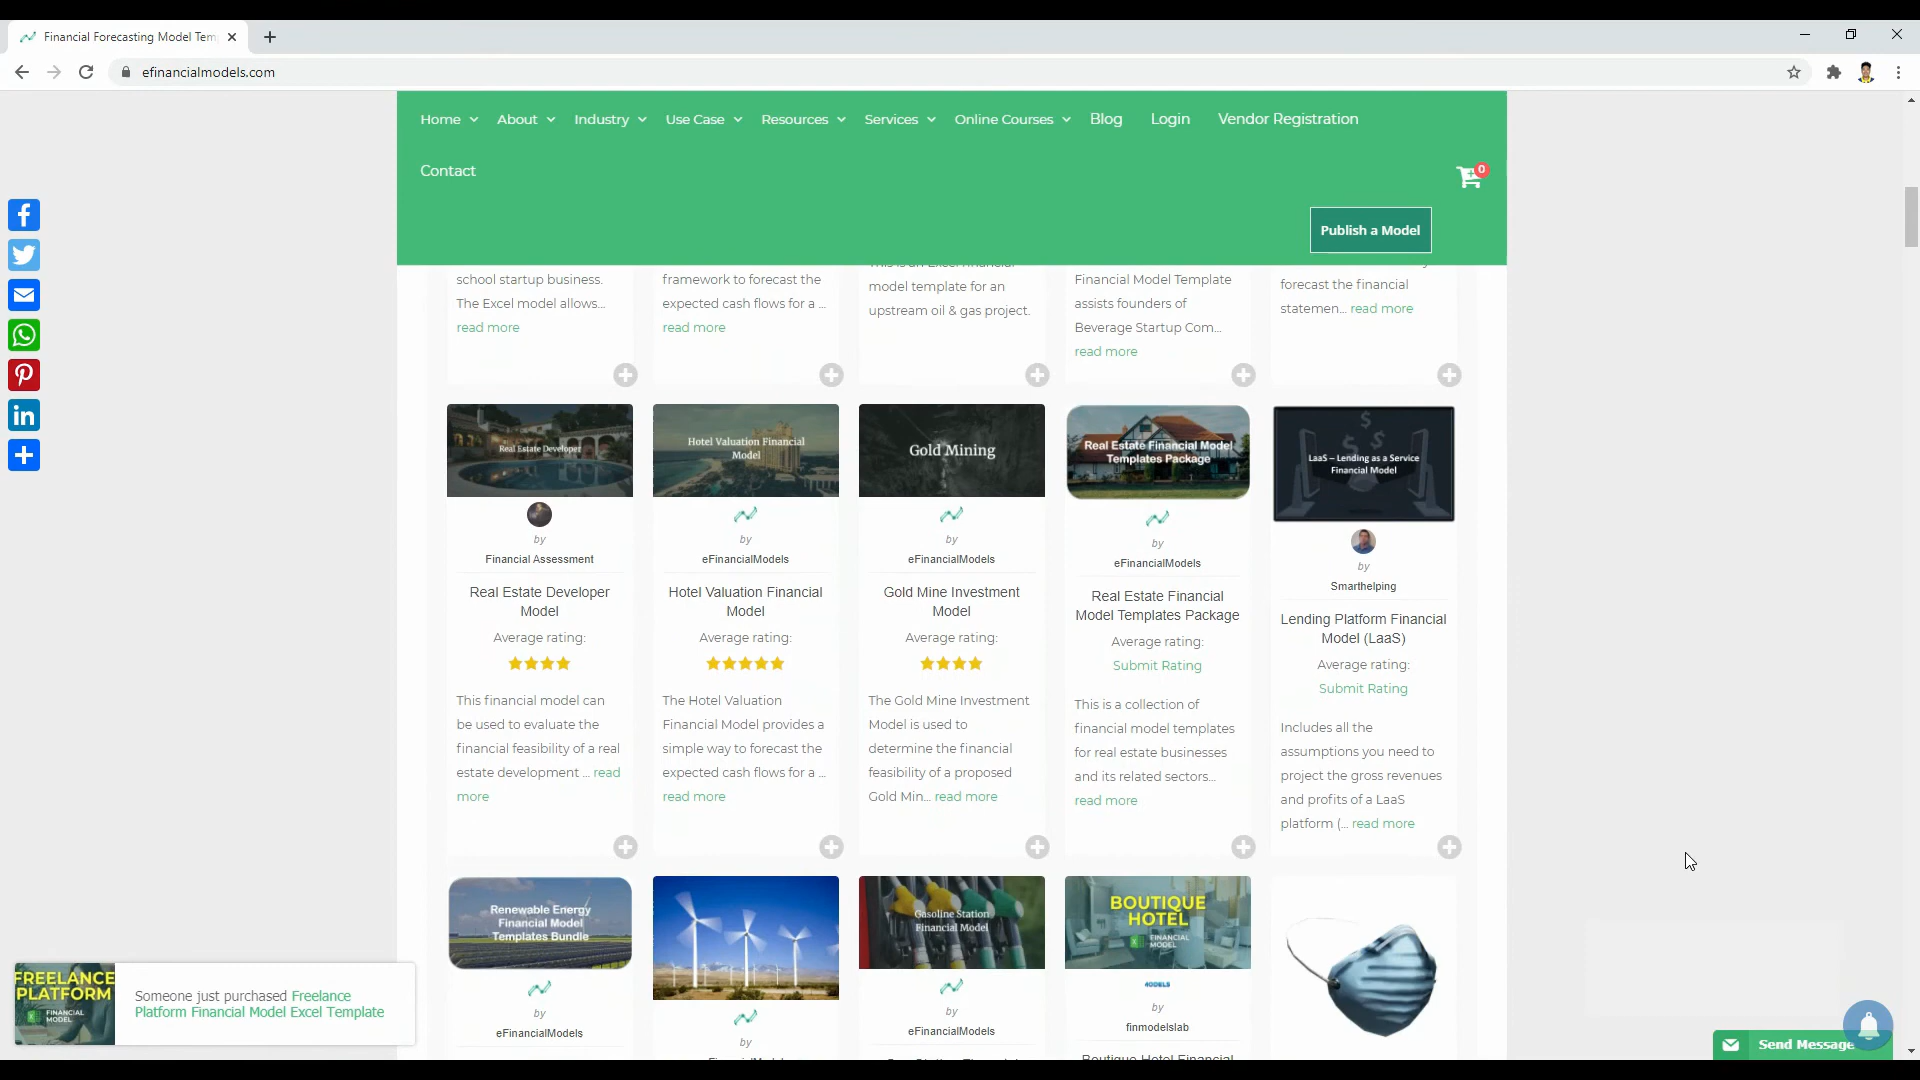 Financial Forecasting Model Tem
efinancialmodels.com
Home
About
Industry
Use Case
Resources
Services
Online Courses
Blog
Login
Vendor Registration
Contact
0
Publish a Model
school startup business.
The Excel model allows...
read more
framework to forecast the
expected cash flows for a ...
read more
This is an Excel financial
model template for an
upstream oil & gas project.
Financial Model Template
assists founders of
Beverage Startup Com...
read more
forecast the financial
statemen... read more
Real Estate Developer
by
Financial Assessment
Real Estate Developer
Model
Average rating:
This financial model can
be used to evaluate the
financial feasibility of a real
estate development ... read
more
Hotel Valuation Financial
Model
by
eFinancialModels
Hotel Valuation Financial
Model
Average rating:
The Hotel Valuation
Financial Model provides a
simple way to forecast the
expected cash flows for a ...
read more
Gold Mining
by
eFinancialModels
Gold Mine Investment
Model
Average rating:
The Gold Mine Investment
Model is used to
determine the financial
feasibility of a proposed
Gold Min... read more
Real Estate Financial Model
Templates Package
by
eFinancialModels
Real Estate Financial
Model Templates Package
Average rating:
Submit Rating
This is a collection of
financial model templates
for real estate businesses
and its related sectors...
read more
LaaS – Lending as a Service
Financial Model
by
Smarthelping
Lending Platform Financial
Model (LaaS)
Average rating:
Submit Rating
Includes all the
assumptions you need to
project the gross revenues
and profits of a LaaS
platform (... read more
Renewable Energy
Financial Model
Templates Bundle
by
eFinancialModels
by
Gasoline Station
Financial Model
by
eFinancialModels
BOUTIQUE
HOTEL
FINANCIAL
MODEL
by
finmodelslab
Boutique Hotel Financial
FREELANCE
PLATFORM
FINANCIAL
MODEL
Someone just purchased Freelance
Platform Financial Model Excel Template
Send Message